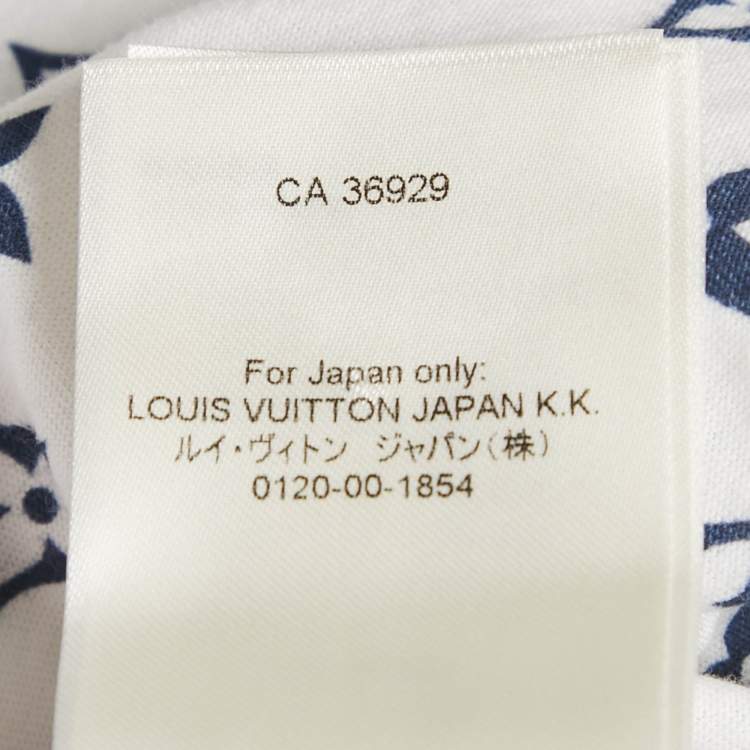 CA 36929
For Japan only:
LOUIS VUITTON JAPAN K.K.
ルイ・ヴィトン ジャパン(株)
0120-00-1854